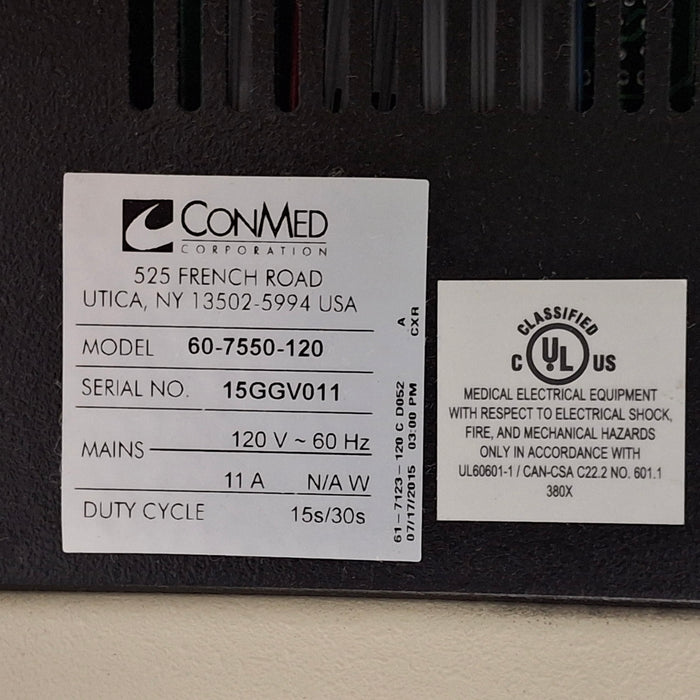 CONMED
CORPORATION
525 FRENCH ROAD
UTICA, NY 13502-5994 USA
MODEL 60-7550-120
SERIAL NO. 15GGV011
MAINS 120 V ~ 60 Hz
11 A N/A W
DUTY CYCLE 15s/30s
61-7123-120 C D052 A
07/17/2015 03:00 PM CXR
CLASSIFIED
C UL US
MEDICAL ELECTRICAL EQUIPMENT
WITH RESPECT TO ELECTRICAL SHOCK,
FIRE, AND MECHANICAL HAZARDS
ONLY IN ACCORDANCE WITH
UL60601-1 / CAN-CSA C22.2 NO. 601.1
380X